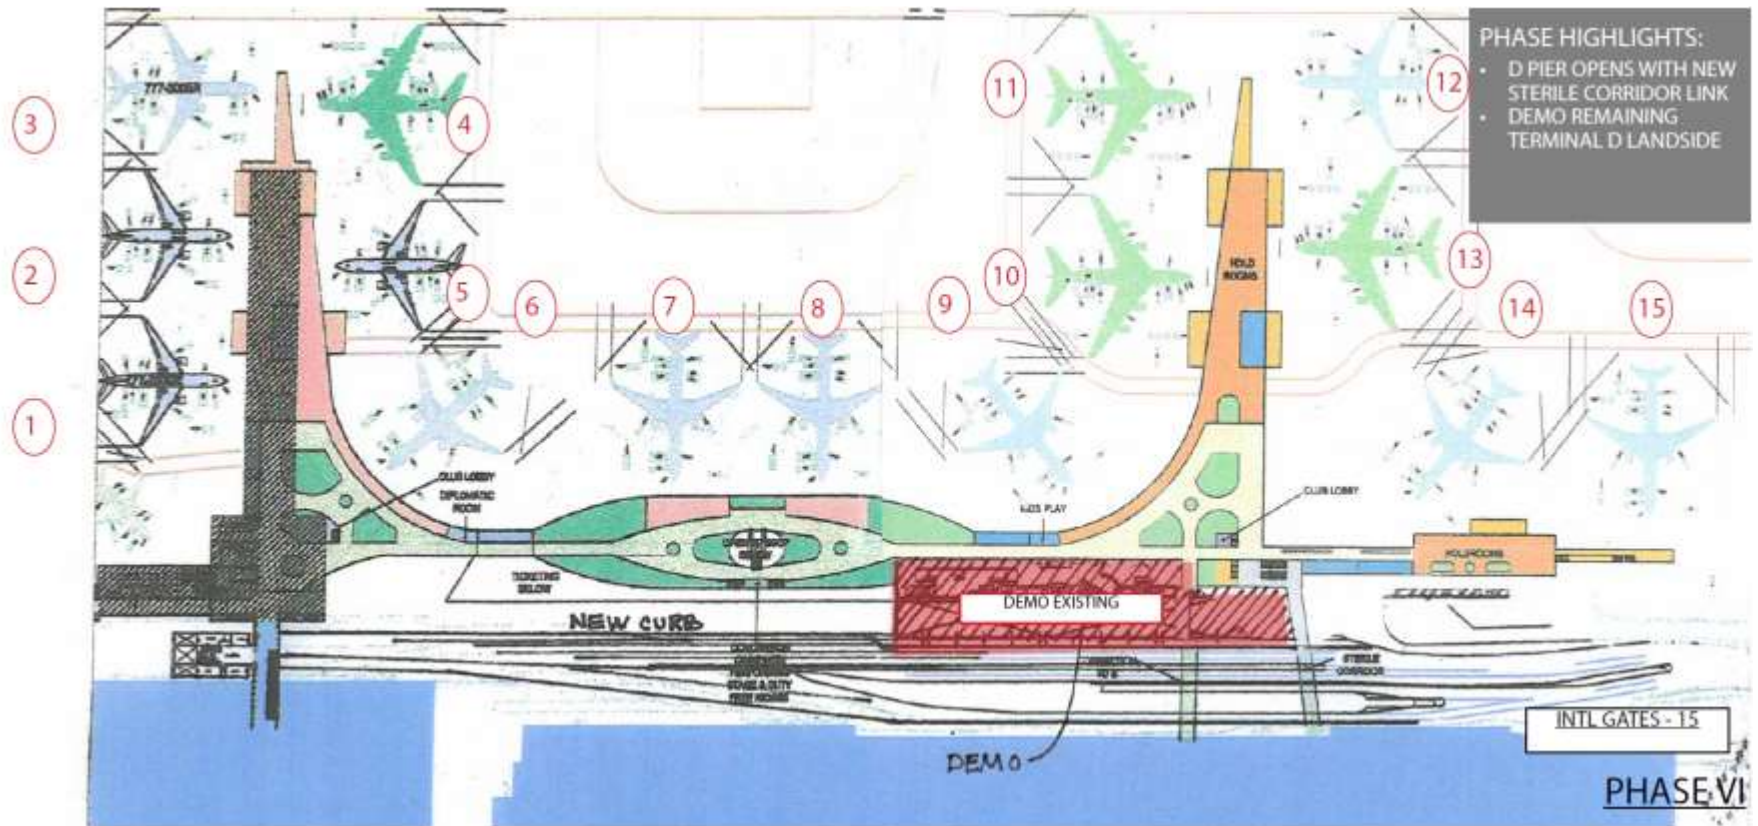 PHASE HIGHLIGHTS:
• D PIER OPENS WITH NEW
STERILE CORRIDOR LINK
• DEMO REMAINING
TERMINAL D LANDSIDE
11
12
3
4
2
5
6
7
8
9
10
13
14
15
1
HOLD
ROOMS
CLUB LOBBY
DIPLOMATIC
ROOM
KIDS PLAY
CLUB LOBBY
HOLDROOMS
TICKETING
BELOW
DEMO EXISTING
NEW CURB
STERILE
CORRIDOR
DEMO
INTL GATES - 15
PHASE VI